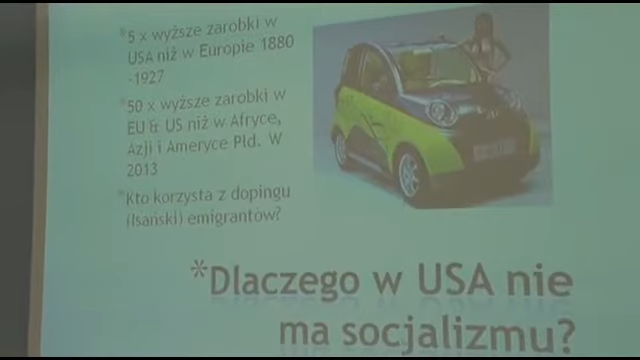 *5 x wyższe zarobki w
USA niż w Europie 1880
-1927
*50 x wyższe zarobki w
EU & US niż w Afryce,
Azji i Ameryce Płd. W
2013
*Kto korzysta z dopingu
(Isański) emigrantów?
*Dlaczego w USA nie
ma socjalizmu?